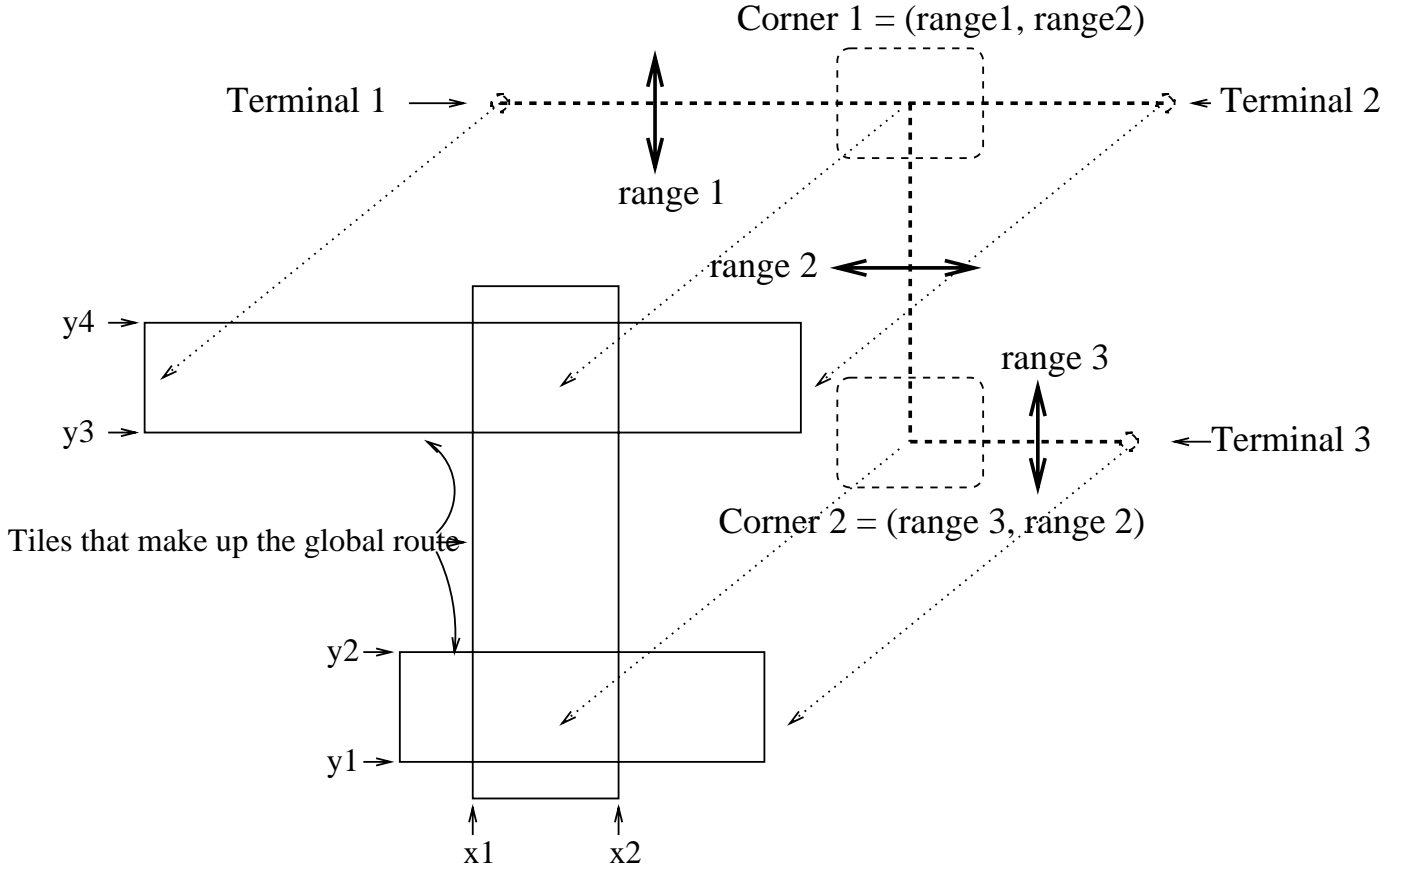 Corner 1 = (range1, range2)
Terminal 1
Terminal 2
range 1
range 2
y4
range 3
y3
Terminal 3
Corner 2 = (range 3, range 2)
Tiles that make up the global route
y2
y1
x1
x2